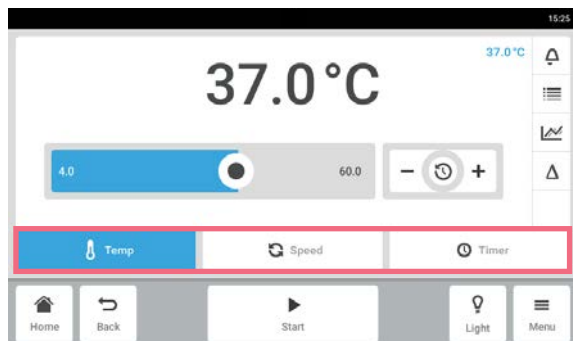 15:25
37.0°C
37.0°C
4.0 60.0 − +
Temp Speed Timer
Home Back Start Light Menu